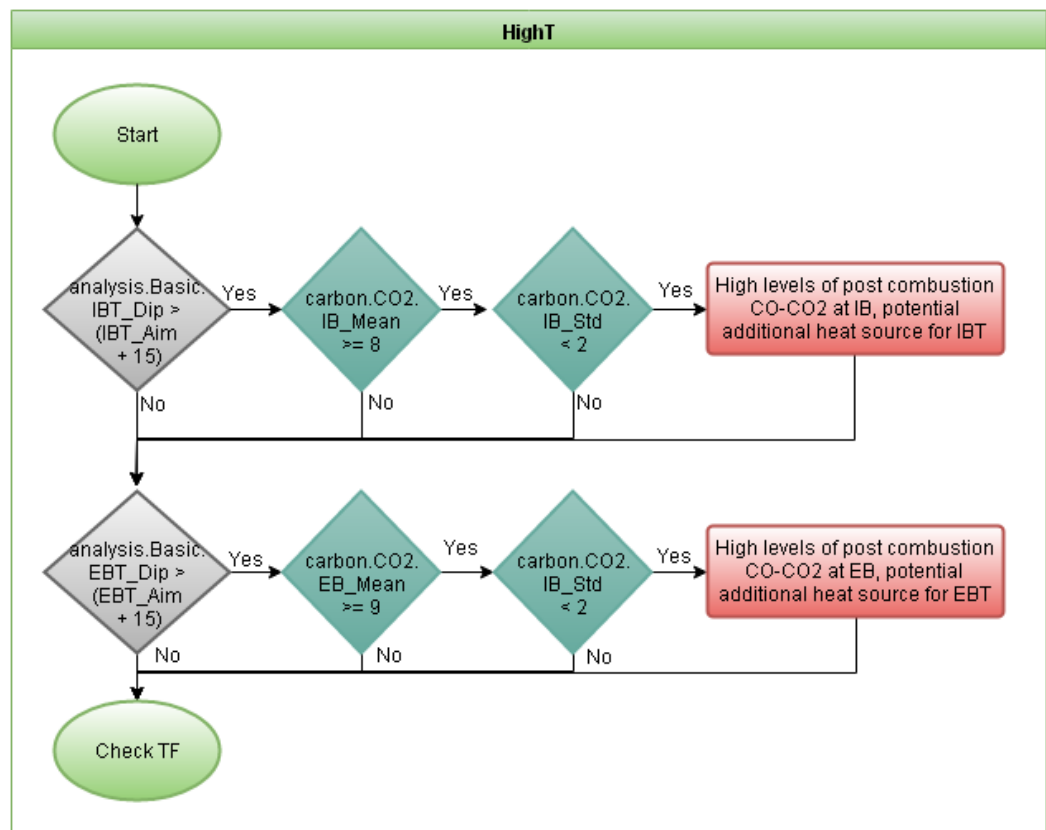 HighT
Start
analysis.Basic.
IBT_Dip >
(IBT_Aim
+ 15)
Yes
carbon.CO2.
IB_Mean
>= 8
Yes
carbon.CO2.
IB_Std
< 2
Yes
High levels of post combustion
CO-CO2 at IB, potential
additional heat source for IBT
No
No
No
analysis.Basic.
EBT_Dip >
(EBT_Aim
+ 15)
Yes
carbon.CO2.
EB_Mean
>= 9
Yes
carbon.CO2.
IB_Std
< 2
Yes
High levels of post combustion
CO-CO2 at EB, potential
additional heat source for EBT
No
No
No
Check TF